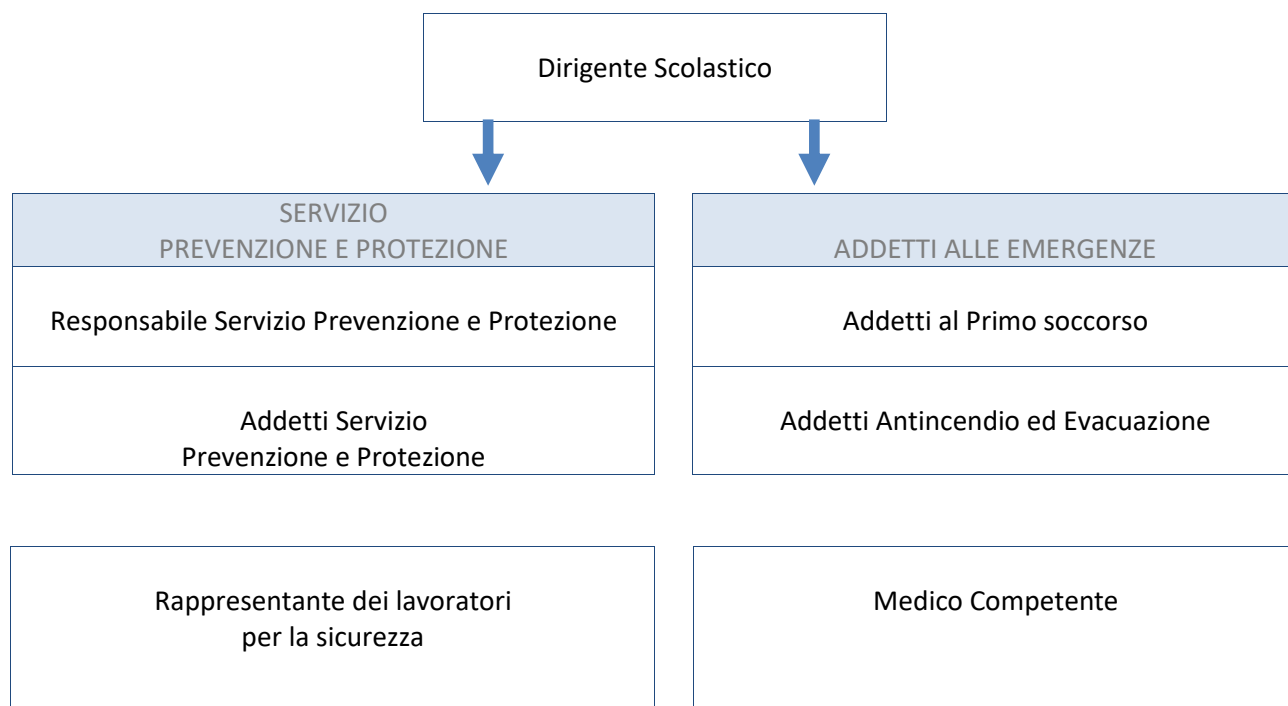 Dirigente Scolastico
SERVIZIO
PREVENZIONE E PROTEZIONE
Responsabile Servizio Prevenzione e Protezione
Addetti Servizio
Prevenzione e Protezione
ADDETTI ALLE EMERGENZE
Addetti al Primo soccorso
Addetti Antincendio ed Evacuazione
Rappresentante dei lavoratori
per la sicurezza
Medico Competente